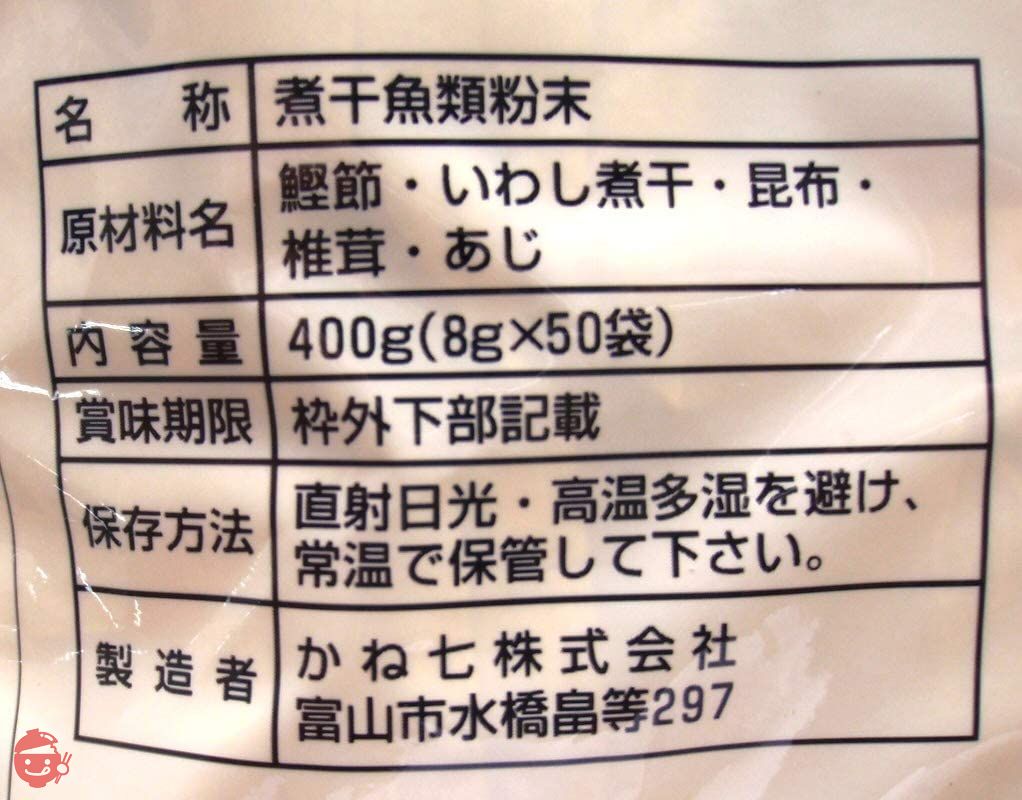 名称 煮干魚類粉末
原材料名 鰹節・いわし煮干・昆布・
椎茸・あじ
内容量 400g(8g×50袋)
賞味期限 枠外下部記載
保存方法 直射日光・高温多湿を避け、
常温で保管して下さい。
製造者 かね七株式会社
富山市水橋畠等297